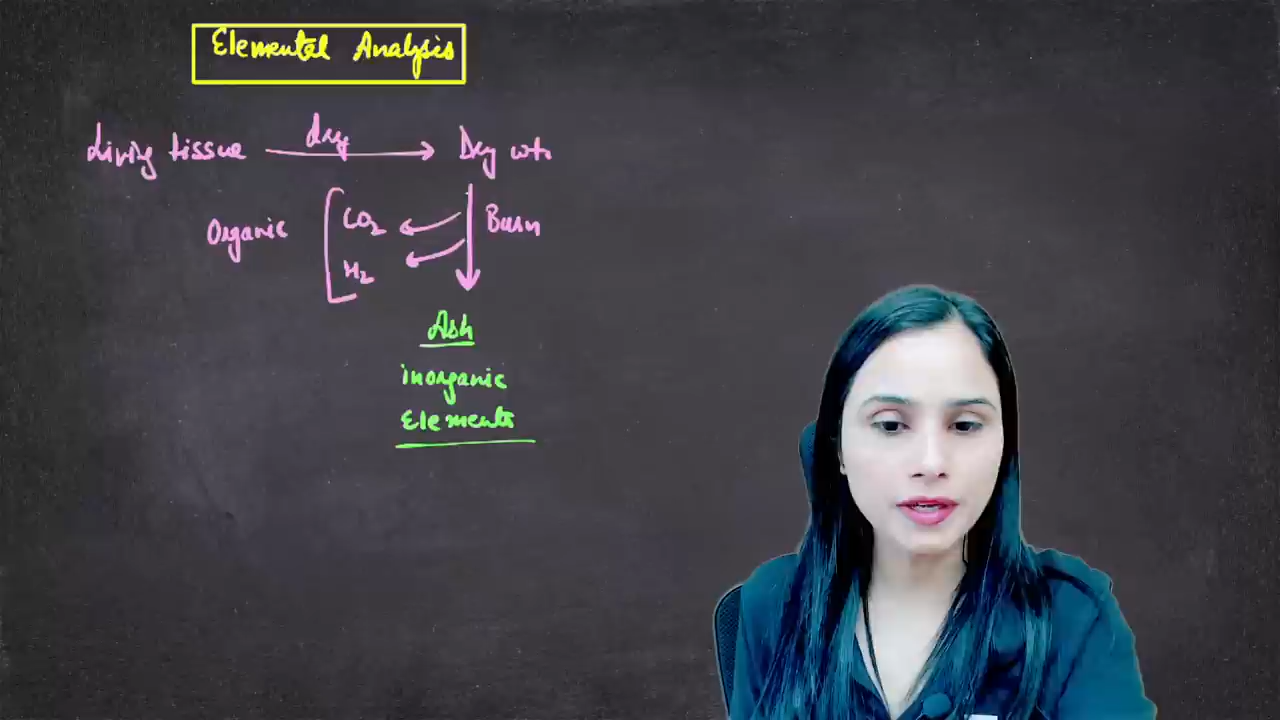 Elemental Analysis
Living tissue dry Dry wt.
Organic CO2 Burn
H2
Ash
inorganic
Elements